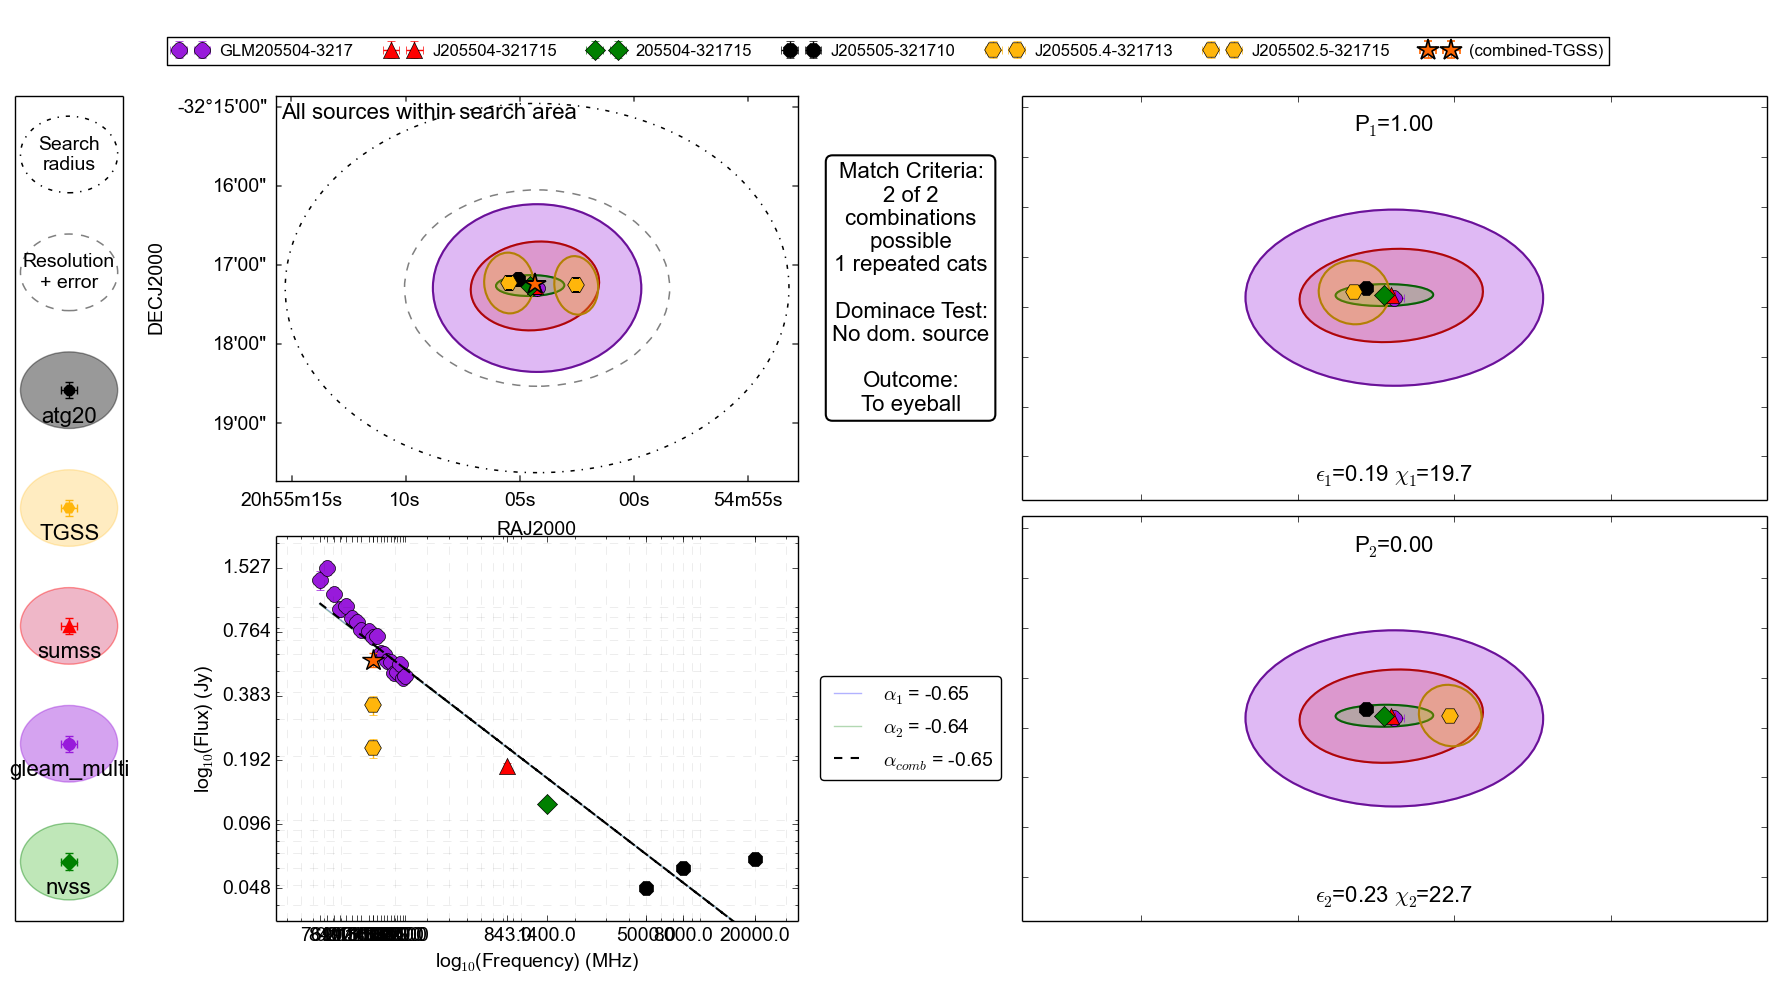 GLM205504-3217 J205504-321715 205504-321715 J205505-321710 J205505.4-321713 J205502.5-321715 (combined-TGSS)
Search
radius
Resolution
+ error
atg20
TGSS
sumss
gleam_multi
nvss
All sources within search area
DECJ2000
-32°15'00"
16'00"
17'00"
18'00"
19'00"
20h55m15s 10s 05s 00s 54m55s
RAJ2000
Match Criteria:
2 of 2
combinations
possible
1 repeated cats
Dominace Test:
No dom. source
Outcome:
To eyeball
P₁=1.00
ϵ₁=0.19 χ₁=19.7
P₂=0.00
ϵ₂=0.23 χ₂=22.7
log₁₀(Flux) (Jy)
1.527
0.764
0.383
0.192
0.096
0.048
843.0 1400.0 5000.0 8000.0 20000.0
log₁₀(Frequency) (MHz)
α₁ = -0.65
α₂ = -0.64
α_comb = -0.65